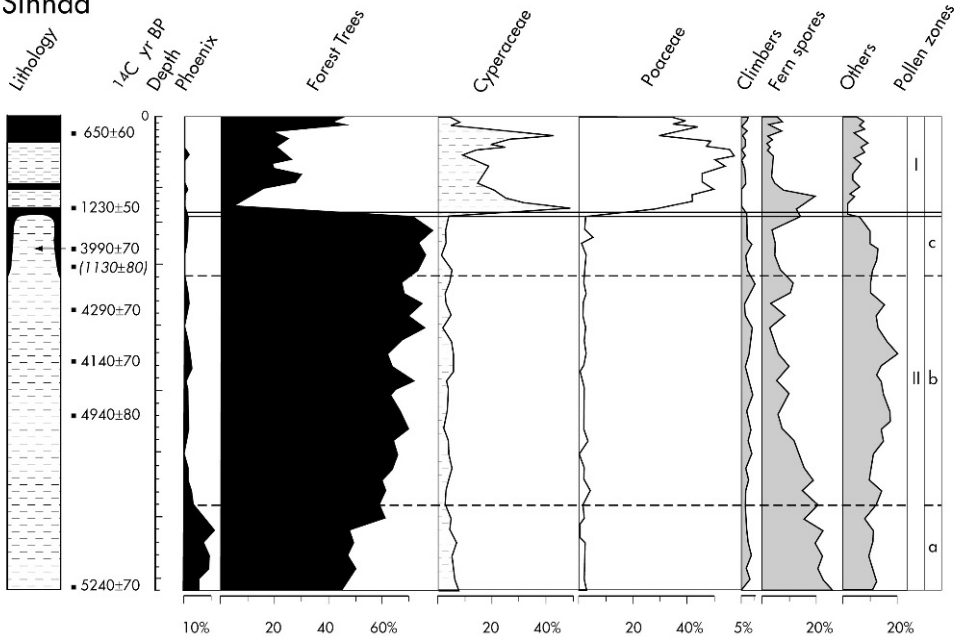 Sinnda
Lithology
14C yr BP
Depth
Phoenix
Forest Trees
Cyperaceae
Poaceae
Climbers
Fern spores
Others
Pollen zones
0
650±60
I
1230±50
c
3990±70
(1130±80)
4290±70
4140±70
II b
4940±80
a
5240±70
10% 20 40 60% 20 40% 20 40% 5% 20% 20%